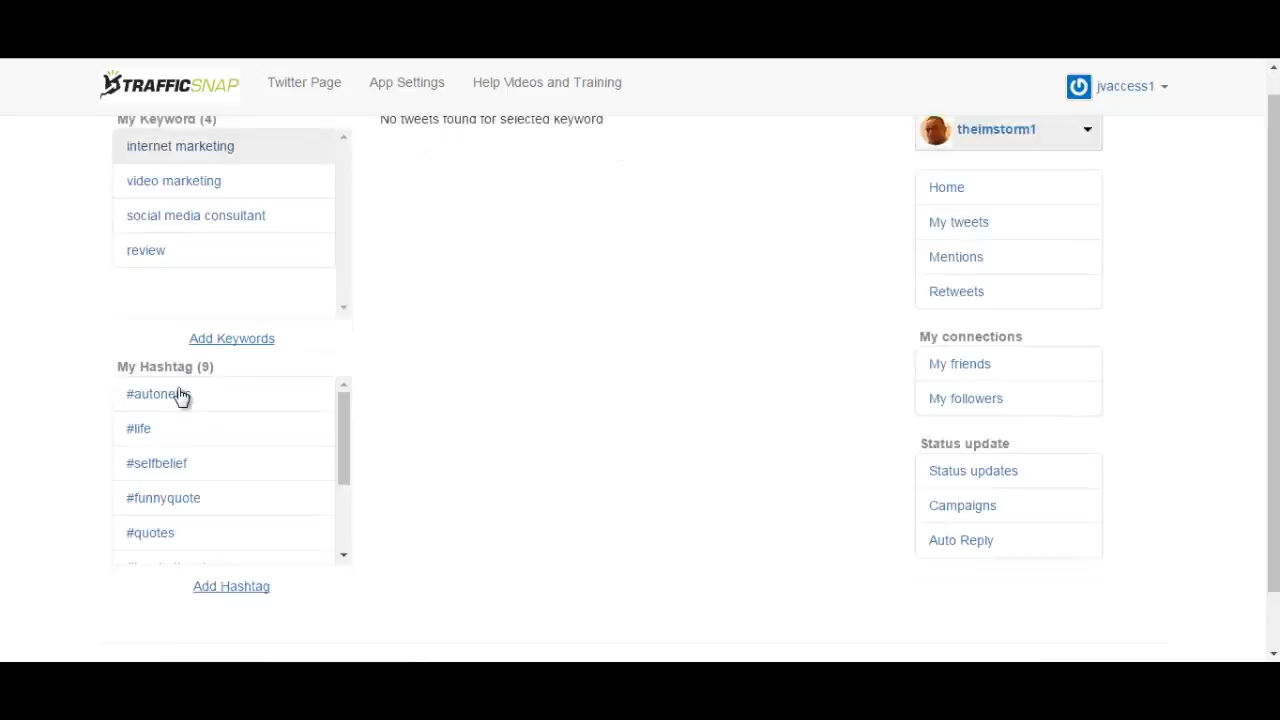 TRAFFICSNAP
Twitter Page
App Settings
Help Videos and Training
jvaccess1
My Keyword (4)
internet marketing
video marketing
social media consultant
review
Add Keywords
My Hashtag (9)
#life
#selfbelief
#funnyquote
#quotes
Add Hashtag
No tweets found for selected keyword
theimstorm1
Home
My tweets
Mentions
Retweets
My connections
My friends
My followers
Status update
Status updates
Campaigns
Auto Reply